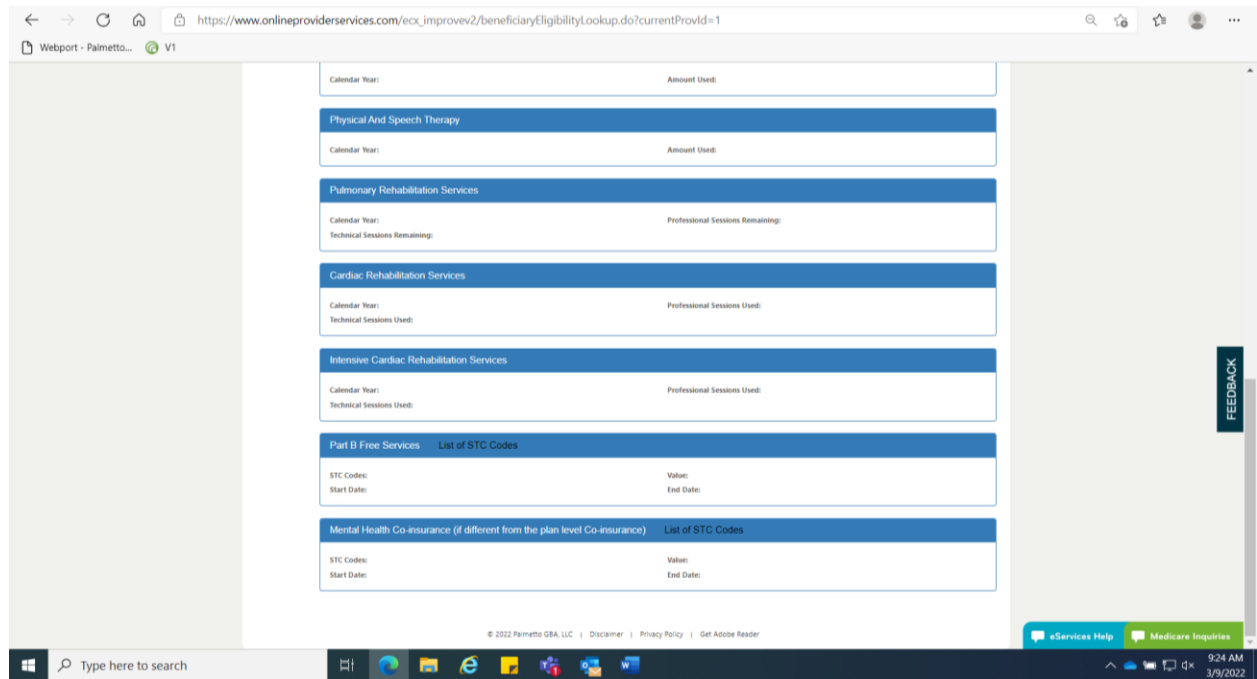 https://www.onlineproviderservices.com/ecx_improvev2/beneficiaryEligibilityLookup.do?currentProvId=1
Webport - Palmetto... V1
Calendar Year: Amount Used:
Physical And Speech Therapy
Calendar Year: Amount Used:
Pulmonary Rehabilitation Services
Calendar Year: Professional Sessions Remaining:
Technical Sessions Remaining:
Cardiac Rehabilitation Services
Calendar Year: Professional Sessions Used:
Technical Sessions Used:
Intensive Cardiac Rehabilitation Services
Calendar Year: Professional Sessions Used:
Technical Sessions Used:
FEEDBACK
Part B Free Services List of STC Codes
STC Codes: Value:
Start Date: End Date:
Mental Health Co-insurance (if different from the plan level Co-insurance) List of STC Codes
STC Codes: Value:
Start Date: End Date:
© 2022 Palmetto GBA, LLC | Disclaimer | Privacy Policy | Get Adobe Reader
eServices Help Medicare Inquiries
Type here to search
9:24 AM
3/9/2022